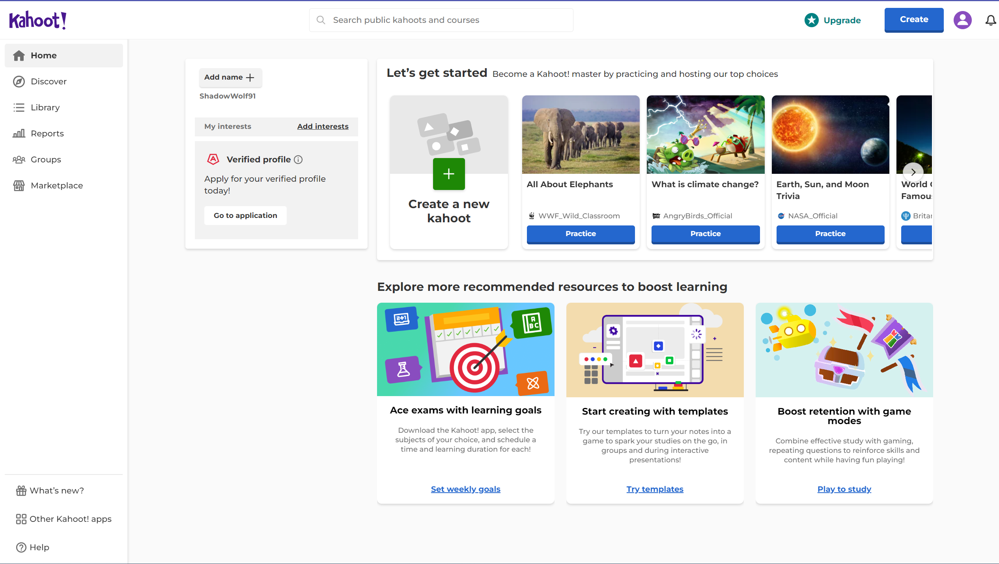 Kahoot!
Search public kahoots and courses
Upgrade
Create
Home
Discover
Library
Reports
Groups
Marketplace
What's new?
Other Kahoot! apps
Help
Add name
ShadowWolf91
My interests
Add interests
Verified profile
Apply for your verified profile
today!
Go to application
Let's get started
Become a Kahoot! master by practicing and hosting our top choices
Create a new
kahoot
All About Elephants
WWF_Wild_Classroom
Practice
What is climate change?
ANGRY BIRDS
AngryBirds_Official
Practice
Earth, Sun, and Moon
Trivia
NASA_Official
Practice
World
Explore more recommended resources to boost learning
2+1
A
B C
Ace exams with learning goals
Download the Kahoot! app, select the
subjects of your choice, and schedule a
time and learning duration for each!
Set weekly goals
Start creating with templates
Try our templates to turn your notes into a
game to spark your studies on the go, in
groups and during interactive
presentations!
Try templates
Boost retention with game
modes
Combine effective study with gaming,
repeating questions to reinforce skills and
content while having fun playing!
Play to study